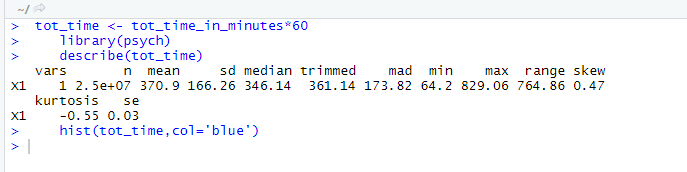 ~/
> tot_time <- tot_time_in_minutes*60
> library(psych)
> describe(tot_time)
vars n mean sd median trimmed mad min max range skew
X1 1 2.5e+07 370.9 166.26 346.14 361.14 173.82 64.2 829.06 764.86 0.47
kurtosis se
X1 -0.55 0.03
> hist(tot_time,col='blue')
>